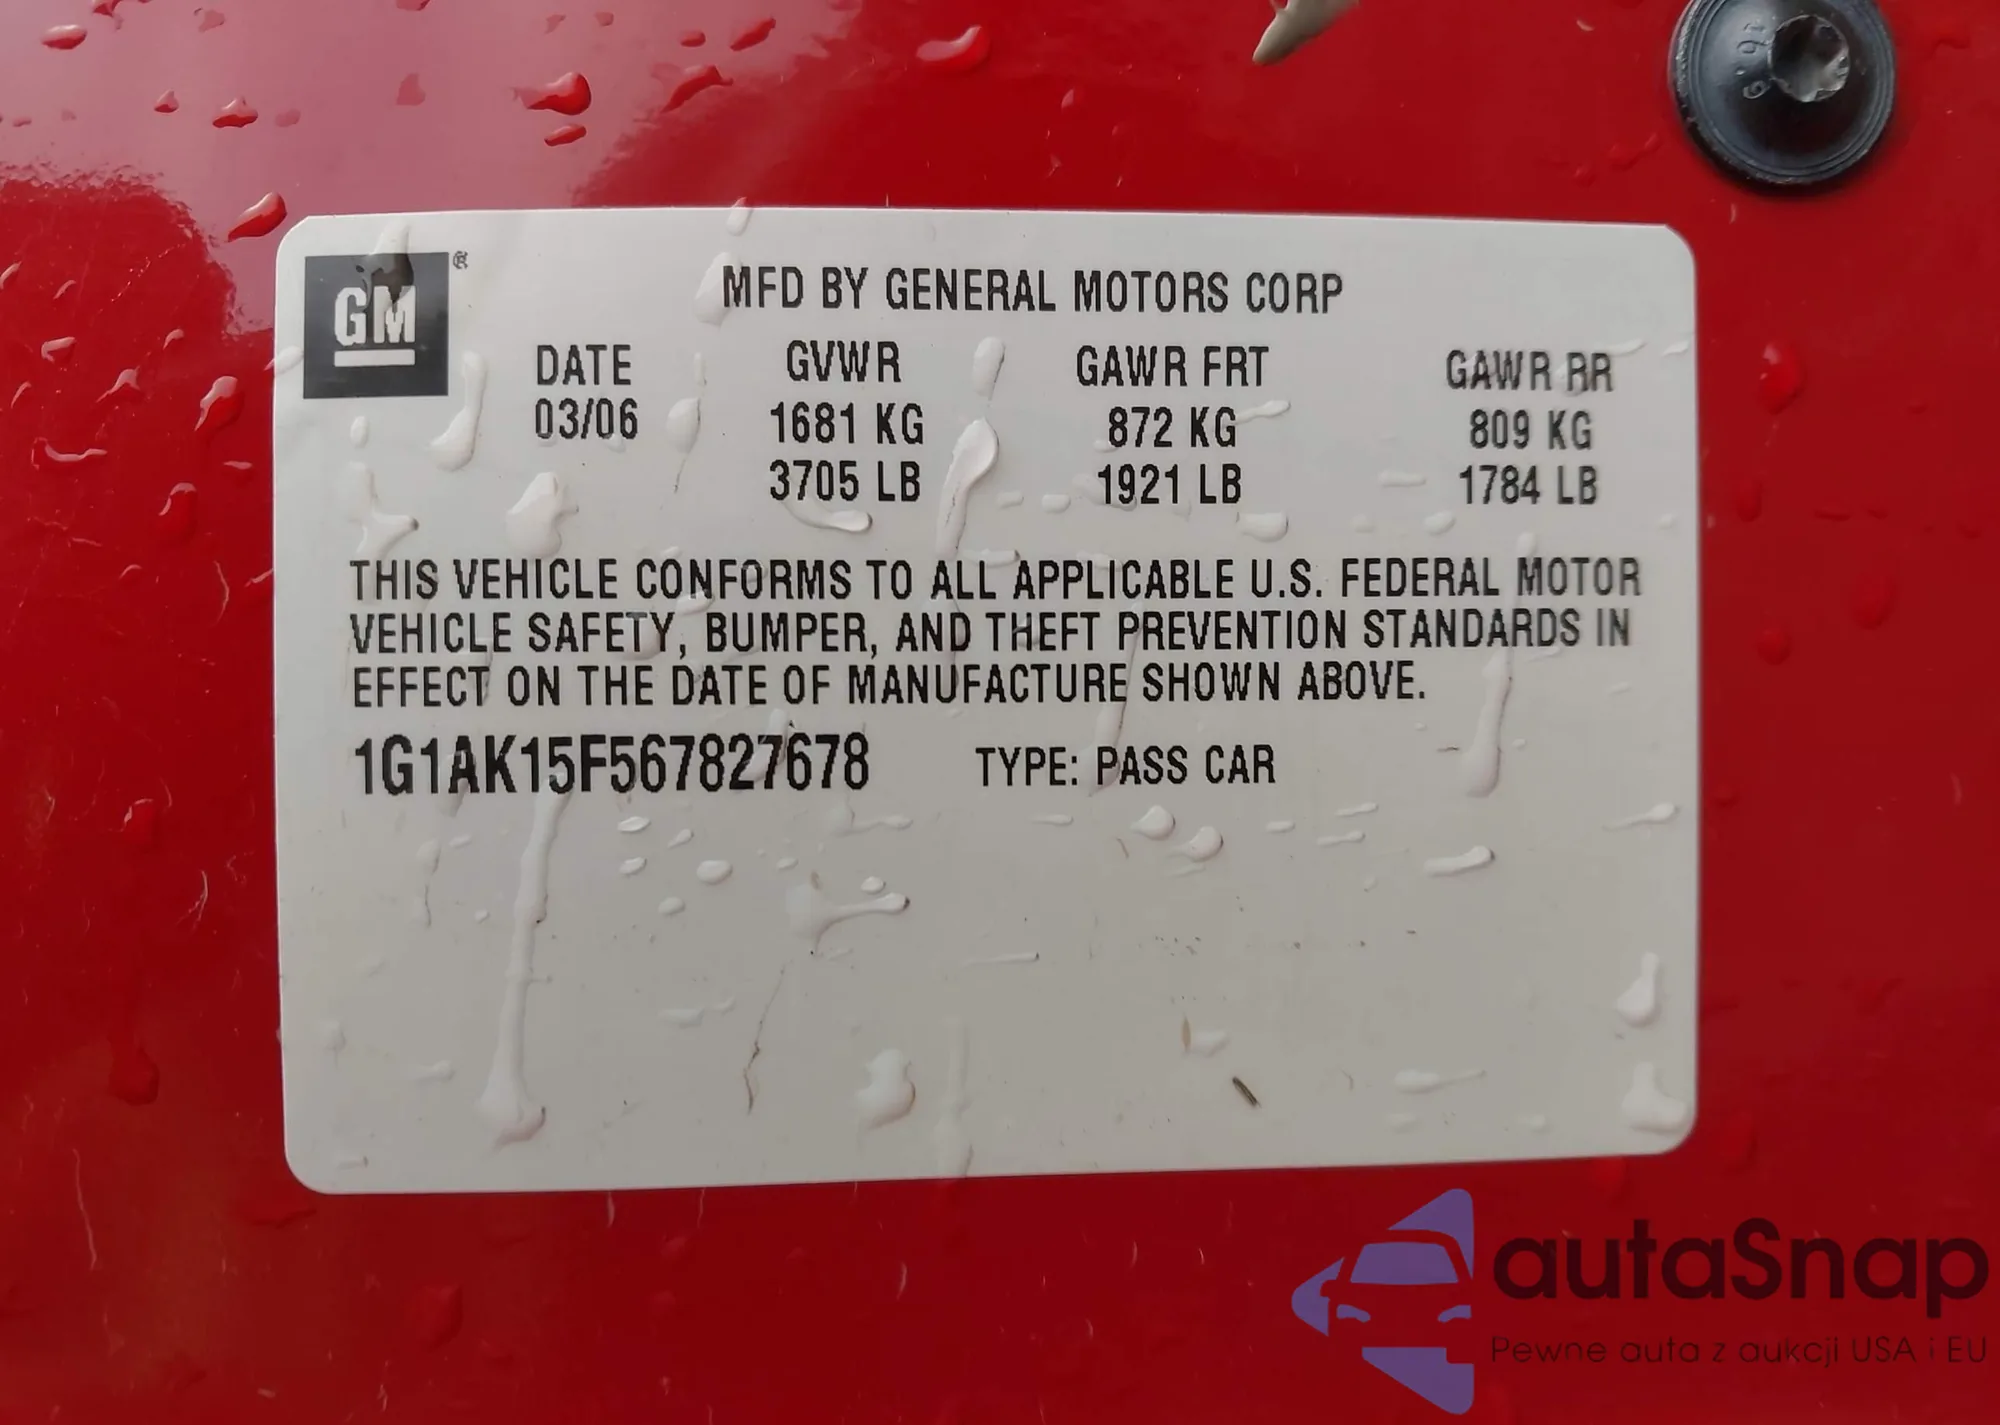 GM ®
MFD BY GENERAL MOTORS CORP
DATE GVWR GAWR FRT GAWR RR
03/06 1681 KG 872 KG 809 KG
3705 LB 1921 LB 1784 LB
THIS VEHICLE CONFORMS TO ALL APPLICABLE U.S. FEDERAL MOTOR
VEHICLE SAFETY, BUMPER, AND THEFT PREVENTION STANDARDS IN
EFFECT ON THE DATE OF MANUFACTURE SHOWN ABOVE.
1G1AK15F567827678 TYPE: PASS CAR
autaSnap
Pewne auta z aukcji USA i EU